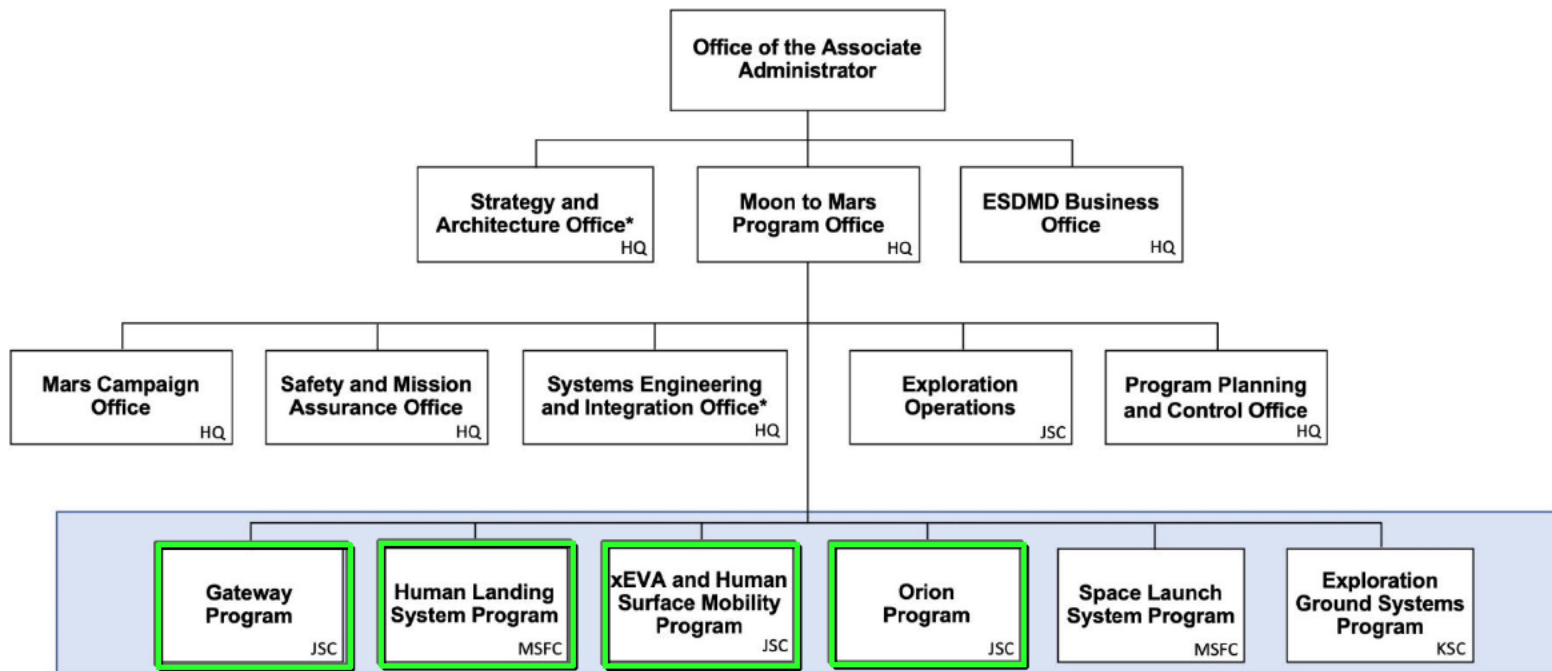 Office of the Associate
Administrator
Strategy and
Architecture Office*
HQ
Moon to Mars
Program Office
HQ
ESDMD Business
Office
HQ
Mars Campaign
Office
HQ
Safety and Mission
Assurance Office
HQ
Systems Engineering
and Integration Office*
HQ
Exploration
Operations
JSC
Program Planning
and Control Office
HQ
Gateway
Program
JSC
Human Landing
System Program
MSFC
xEVA and Human
Surface Mobility
Program
JSC
Orion
Program
JSC
Space Launch
System Program
MSFC
Exploration
Ground Systems
Program
KSC